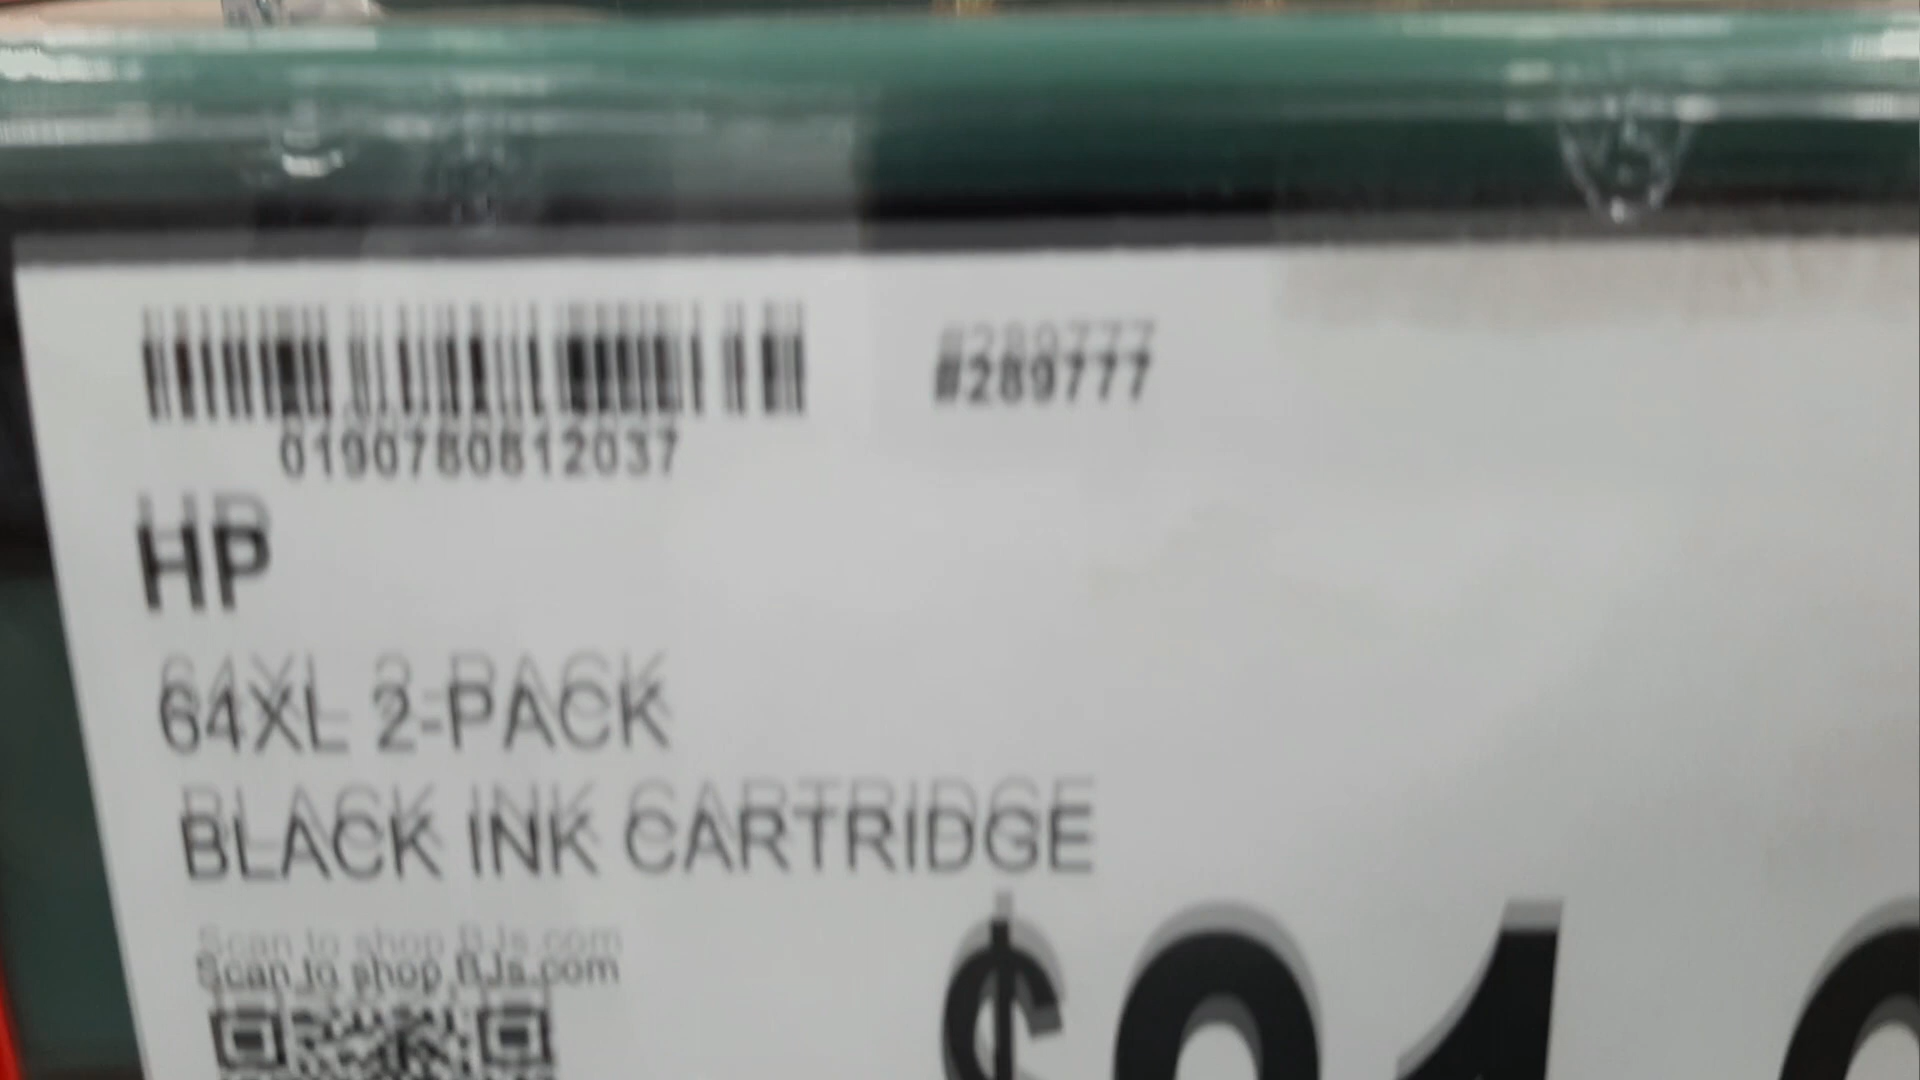 #289777
0190780812037
HP
64XL 2-PACK
BLACK INK CARTRIDGE
Scan to shop BJs.com